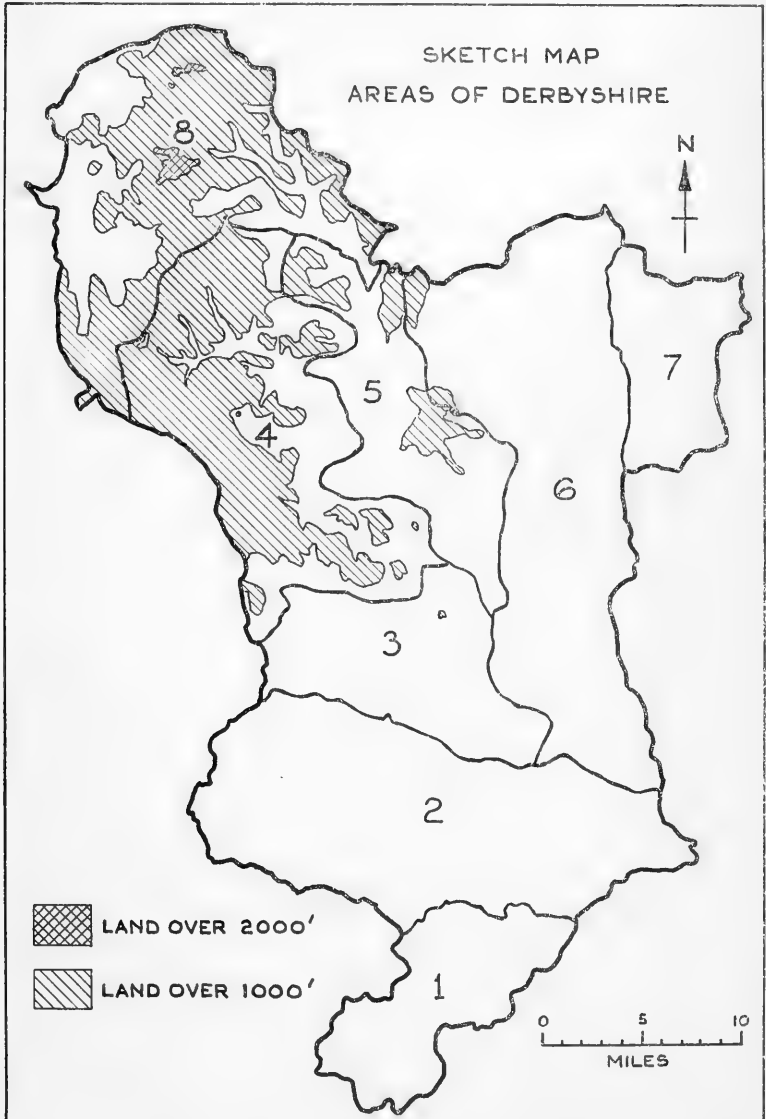 SKETCH MAP
AREAS OF DERBYSHIRE
N
8
7
5
4
6
3
2
LAND OVER 2000'
LAND OVER 1000'
1
0 5 10
MILES